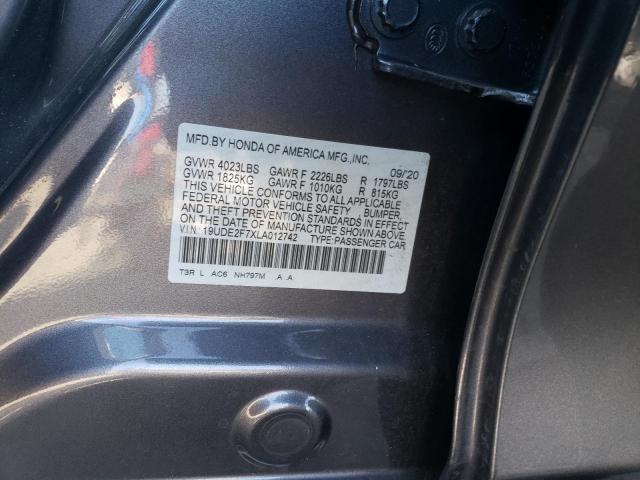 MFD.BY HONDA OF AMERICA MFG.,INC. 09/20
GVWR 4023LBS GAWR F 2226LBS R 1797LBS
GVWR 1825KG GAWR F 1010KG R 815KG
THIS VEHICLE CONFORMS TO ALL APPLICABLE
FEDERAL MOTOR VEHICLE SAFETY , BUMPER,
AND THEFT PREVENTION STANDARDS IN EFFECT
ON THE DATE OF MANUFACTURE SHOWN ABOVE
V.I.N: 19UDE2F7XLA012742 TYPE:PASSENGER CAR
T3R L AC6 NH797M .A .A